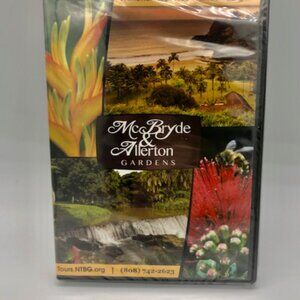 McBryde
&
Allerton
GARDENS
Tours.NTBG.org | (808) 742-2623